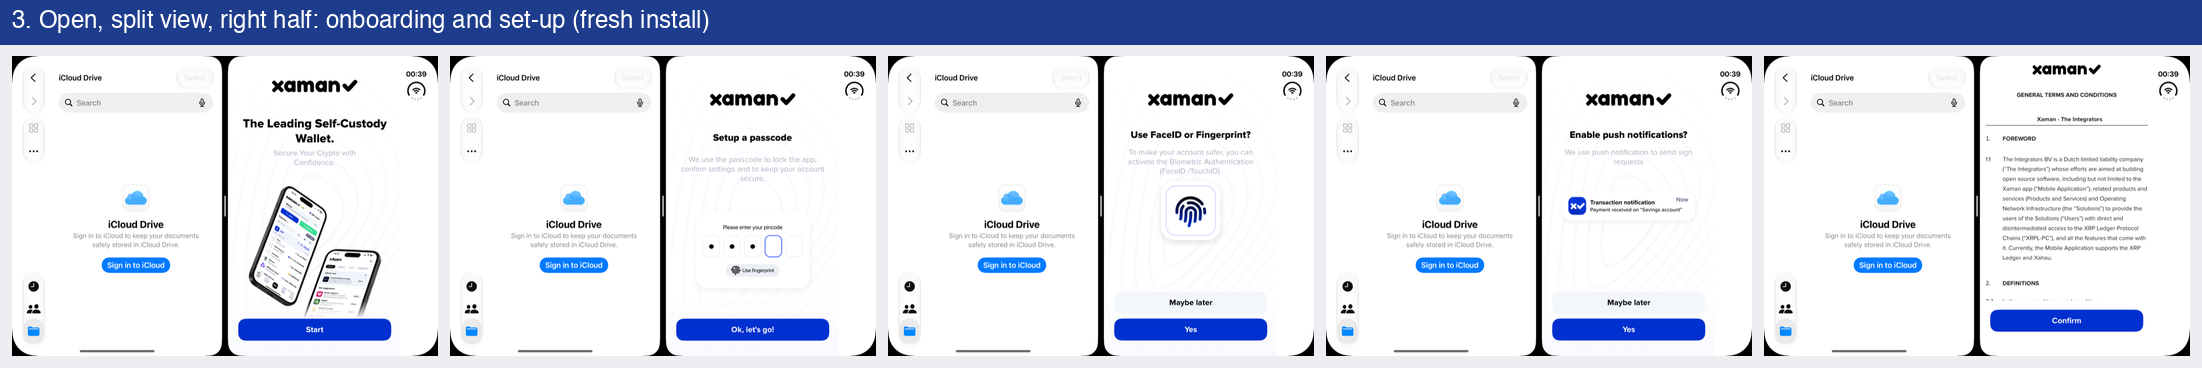 3. Open, split view, right half: onboarding and set-up (fresh install)
iCloud Drive
Select
Search
iCloud Drive
Sign in to iCloud to keep your documents
safely stored in iCloud Drive.
Sign in to iCloud
xaman
00:39
The Leading Self-Custody
Wallet.
Secure Your Crypto with
Confidence.
Start
iCloud Drive
Select
Search
iCloud Drive
Sign in to iCloud to keep your documents
safely stored in iCloud Drive.
Sign in to iCloud
00:39
xaman
Setup a passcode
We use the passcode to lock the app,
confirm settings and to keep your account
secure.
Please enter your pincode
Use fingerprint
Ok, let's go!
iCloud Drive
Select
Search
iCloud Drive
Sign in to iCloud to keep your documents
safely stored in iCloud Drive.
Sign in to iCloud
00:39
xaman
Use FaceID or Fingerprint?
To make your account safer, you can
activate the Biometric Authentication
(FaceID /TouchID).
Maybe later
Yes
iCloud Drive
Select
Search
iCloud Drive
Sign in to iCloud to keep your documents
safely stored in iCloud Drive.
Sign in to iCloud
00:39
xaman
Enable push notifications?
We use push notification to send sign
requests
Transaction notification
Now
Payment received on "Savings account"
Maybe later
Yes
iCloud Drive
Select
Search
iCloud Drive
Sign in to iCloud to keep your documents
safely stored in iCloud Drive.
Sign in to iCloud
xaman
00:39
GENERAL TERMS AND CONDITIONS
Xaman - The Integrators
1. FOREWORD
1.1 The Integrators BV is a Dutch limited liability company
("The Integrators") whose efforts are aimed at building
open source software, including but not limited to the
Xaman app ("Mobile Application"), related products and
services (Products and Services) and Operating
Network Infrastructure (the "Solutions") to provide the
users of the Solutions ("Users") with direct and
disintermediated access to the XRP Ledger Protocol
Chains ("XRPL-PC"), and all the features that come with
it. Currently, the Mobile Application supports the XRP
Ledger and Xahau.
2. DEFINITIONS
Confirm